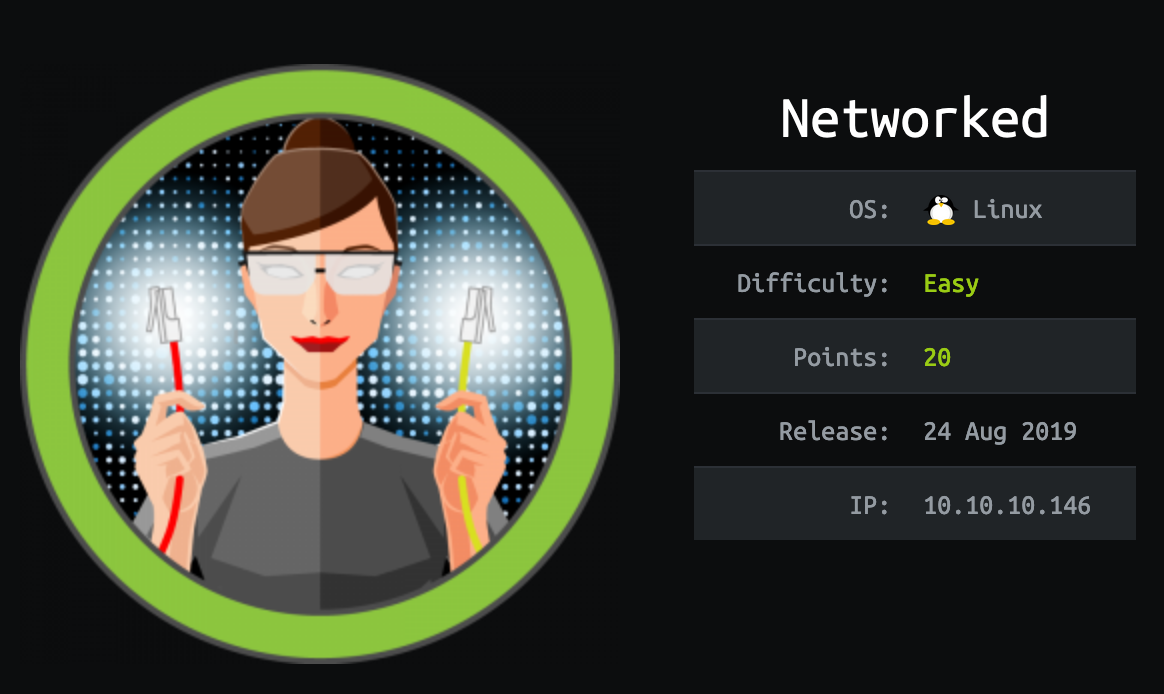 Networked
OS: Linux
Difficulty: Easy
Points: 20
Release: 24 Aug 2019
IP: 10.10.10.146